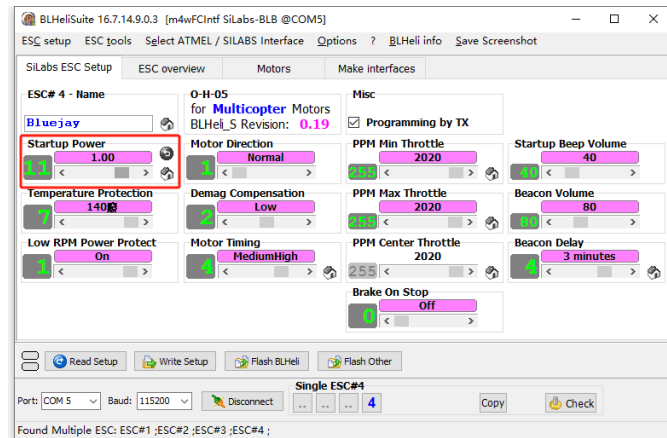 BLHeliSuite 16.7.14.9.0.3 [m4wFCIntf SiLabs-BLB @COM5]
ESC setup ESC tools Select ATMEL / SILABS Interface Options ? BLHeli info Save Screenshot
SiLabs ESC Setup ESC overview Motors Make interfaces
ESC# 4 - Name
Bluejay
O-H-05
for Multicopter Motors
BLHeli_S Revision: 0.19
Misc
Programming by TX
Startup Power
1.00
11
Motor Direction
Normal
1
PPM Min Throttle
2020
255
Startup Beep Volume
40
40
Temperature Protection
140
7
Demag Compensation
Low
2
PPM Max Throttle
2020
255
Beacon Volume
80
80
Low RPM Power Protect
On
1
Motor Timing
MediumHigh
4
PPM Center Throttle
2020
255
Beacon Delay
3 minutes
4
Brake On Stop
Off
0
Read Setup Write Setup Flash BLHeli Flash Other
Single ESC#4
Port: COM 5 Baud: 115200 Disconnect .. .. .. 4 Copy Check
Found Multiple ESC: ESC#1 ;ESC#2 ;ESC#3 ;ESC#4 ;